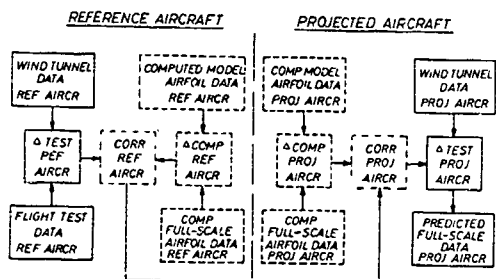 REFERENCE AIRCRAFT
PROJECTED AIRCRAFT
WIND TUNNEL
DATA
REF AIRCR
COMPUTED MODEL
AIRFOIL DATA
REF AIRCR
COMP MODEL
AIRFOIL DATA
PROJ AIRCR
WIND TUNNEL
DATA
PROJ AIRCR
Δ TEST
REF
AIRCR
CORR
REF
AIRCR
Δ COMP
REF
AIRCR
Δ COMP
PROJ
AIRCR
CORR
PROJ
AIRCR
Δ TEST
PROJ
AIRCR
FLIGHT TEST
DATA
REF AIRCR
COMP
FULL-SCALE
AIRFOIL DATA
REF AIRCR
COMP
FULL-SCALE
AIRFOIL DATA
PROJ AIRCR
PREDICTED
FULL-SCALE
DATA
PROJ AIRCR